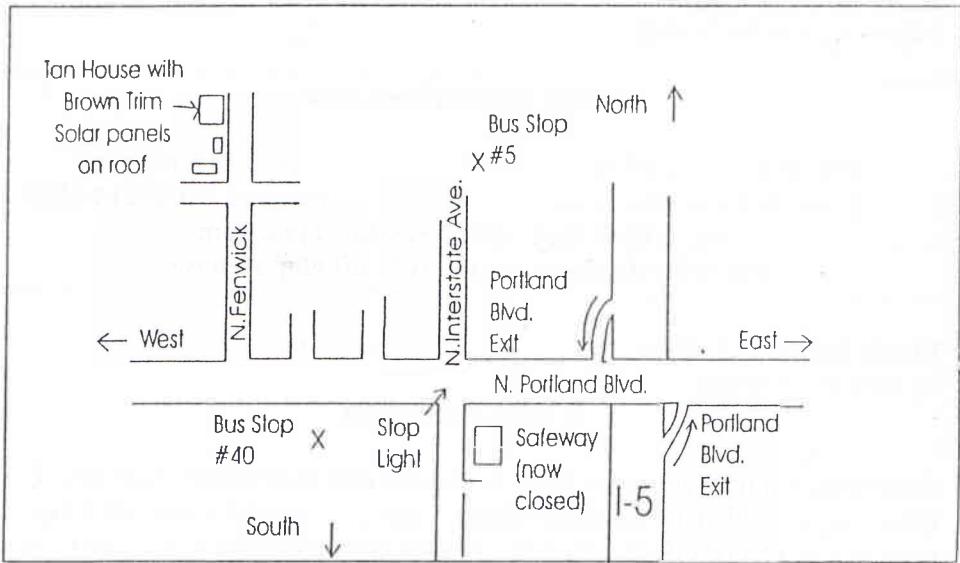 Tan House with
Brown Trim
Solar panels
on roof
North
Bus Stop
#5
X
N.Fenwick
N.Interstate Ave.
Portland
Blvd.
Exit
West
East
N. Portland Blvd.
Bus Stop
#40
X
Stop
Light
Safeway
(now
closed)
Portland
Blvd.
Exit
I-5
South